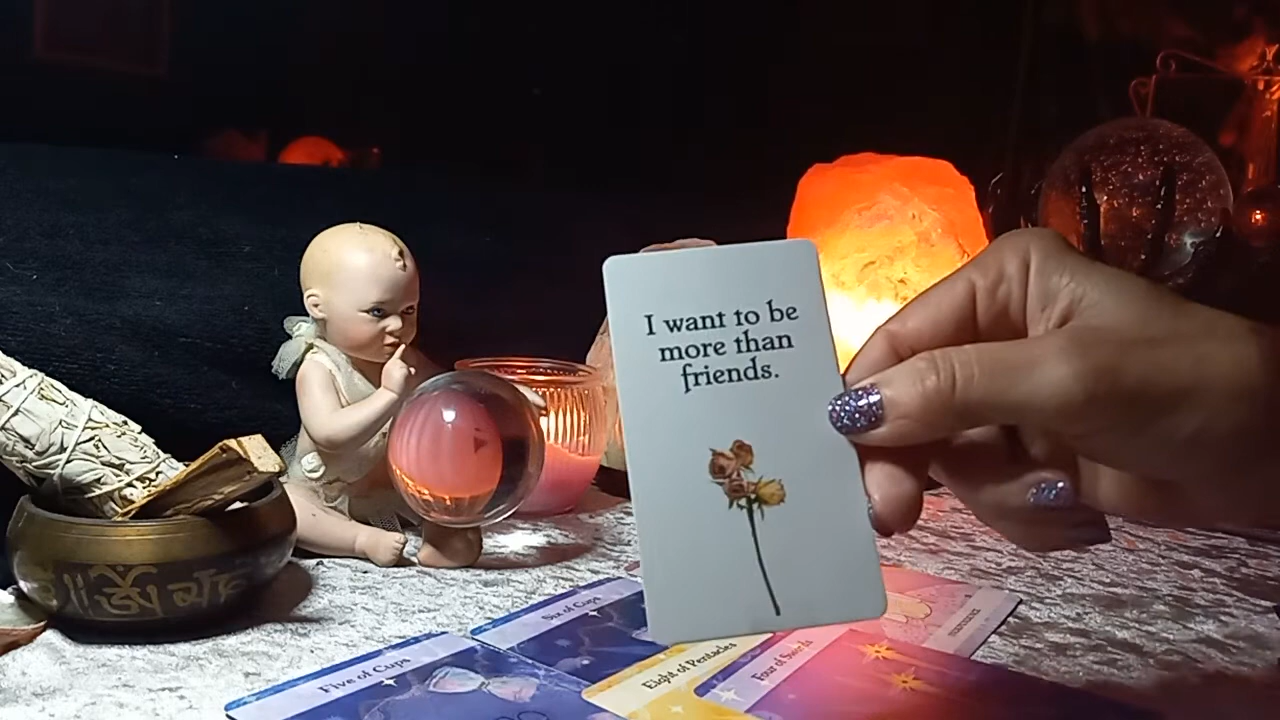 I want to be
more than
friends.
Six of Cups
Five of Cups
Eight of Pentacles
Four of Swords